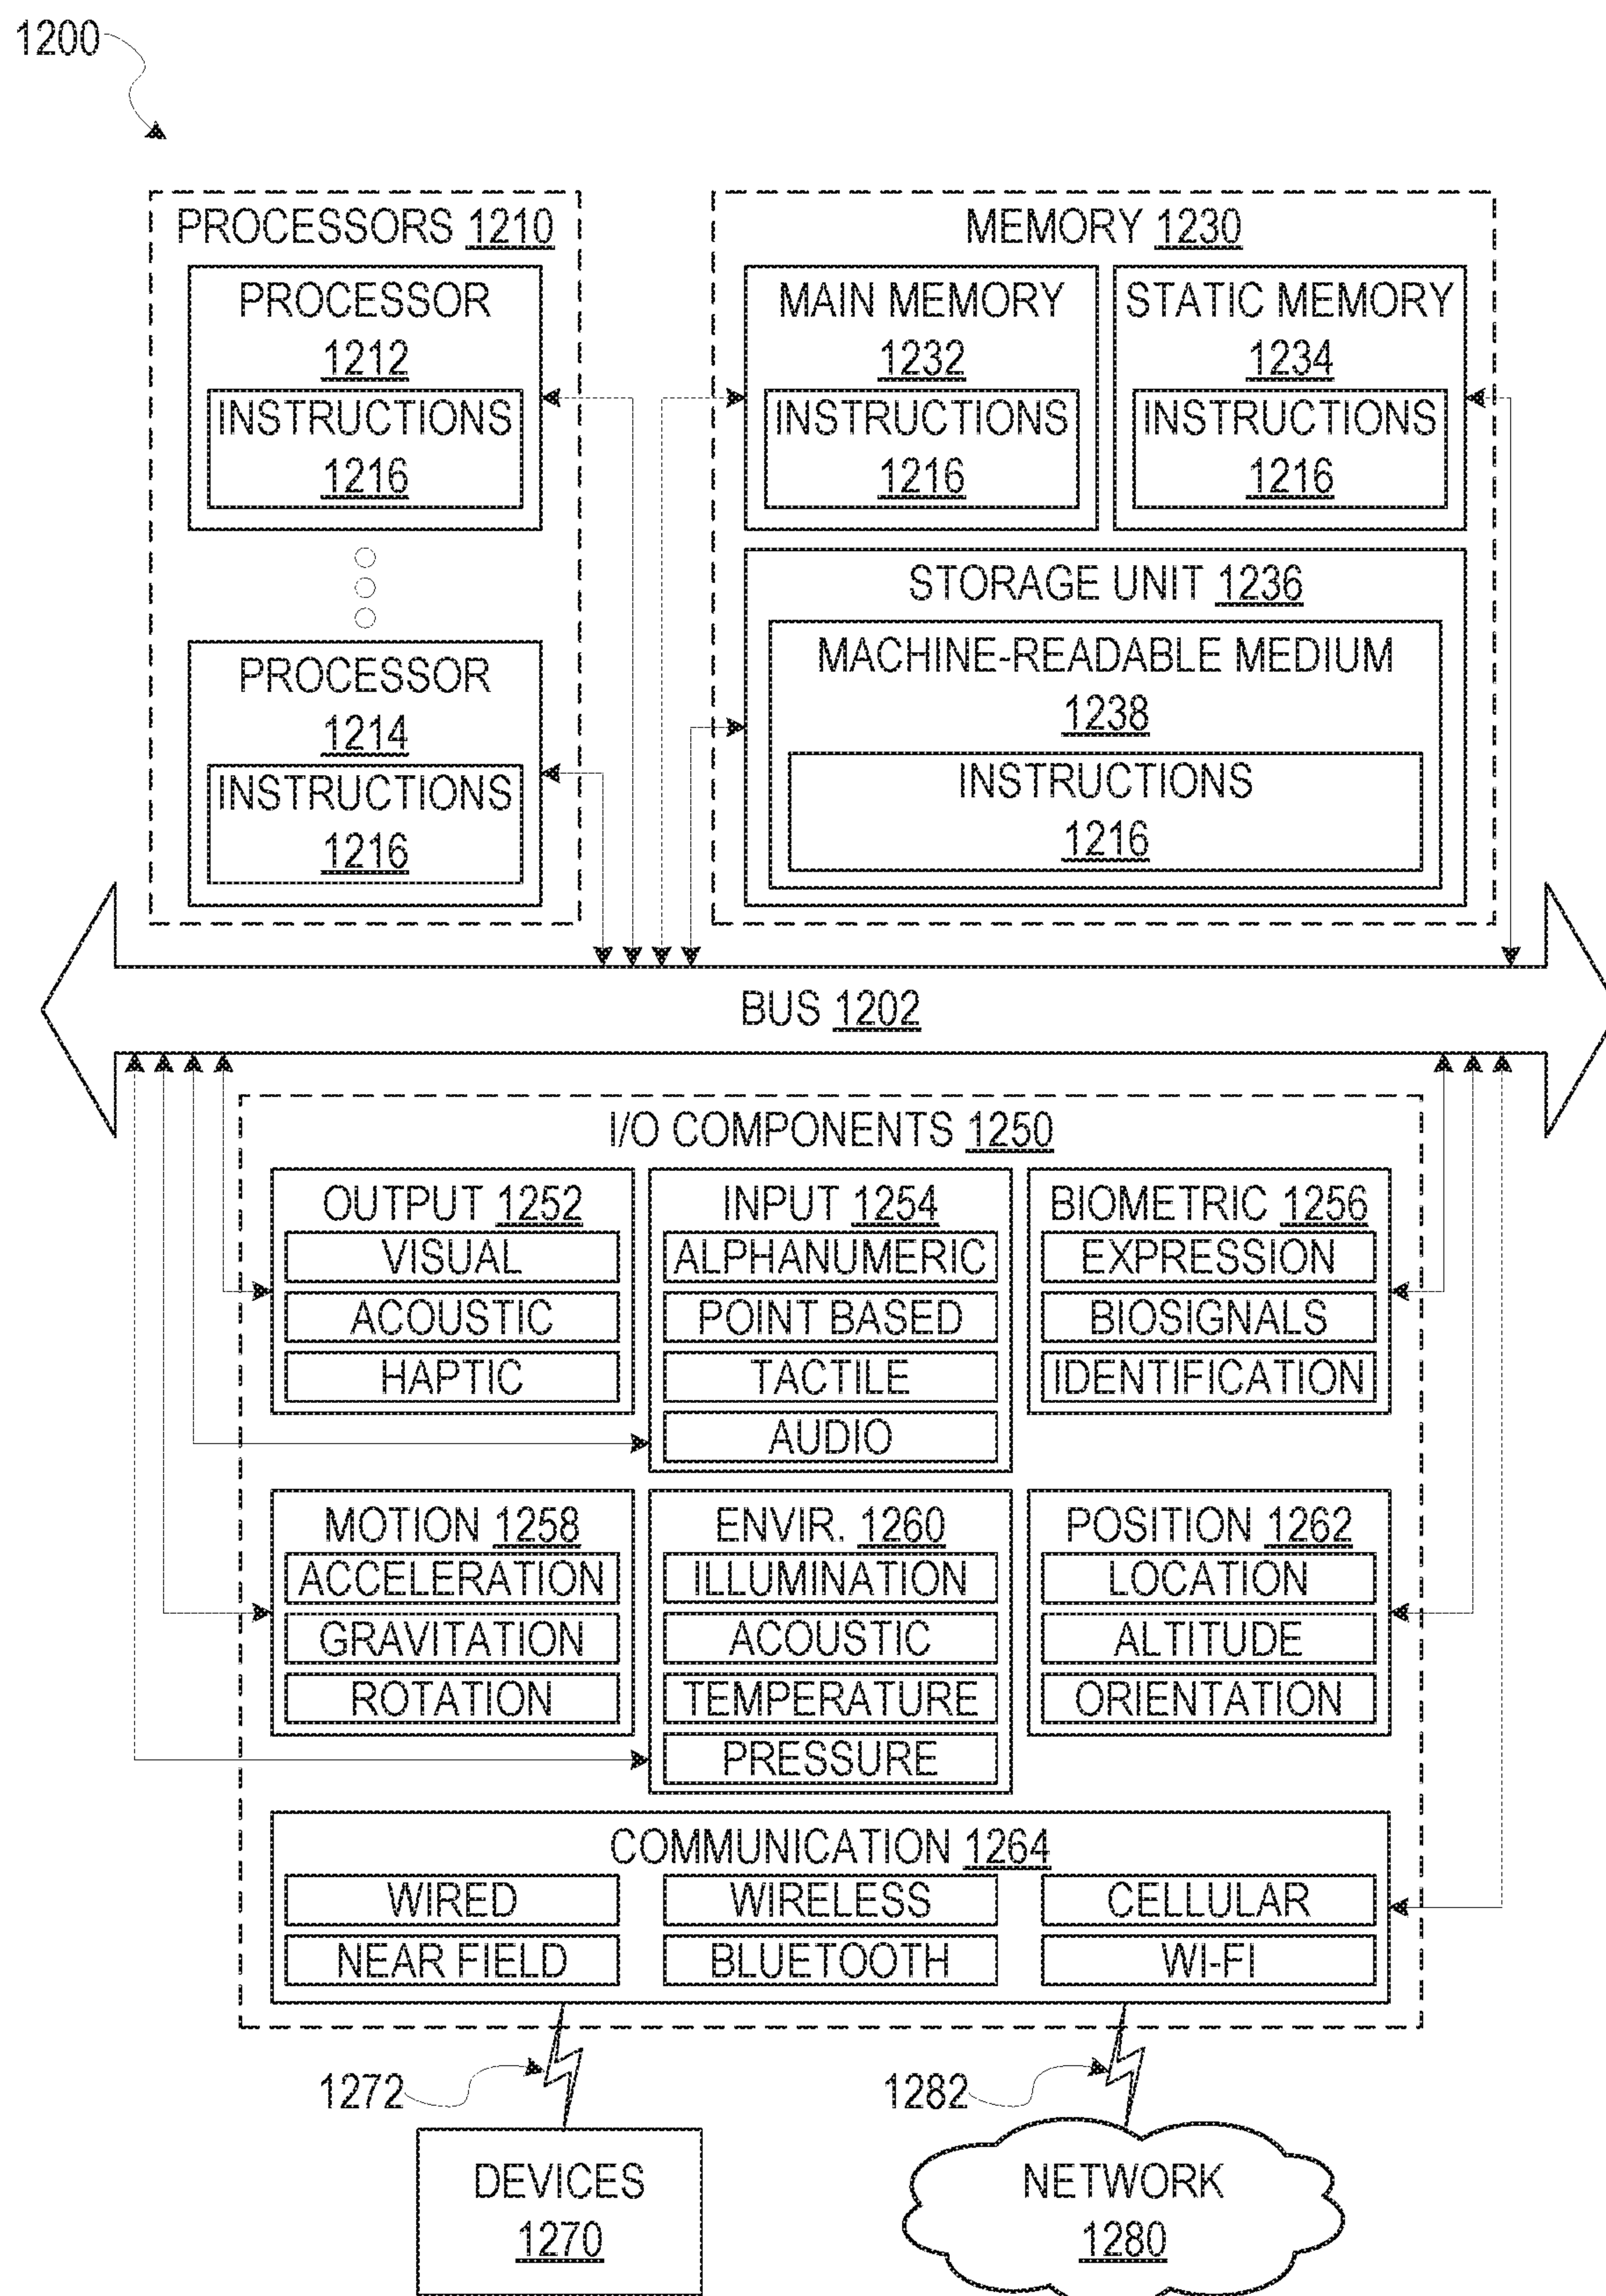 1200
PROCESSORS 1210
PROCESSOR
1212
INSTRUCTIONS
1216
PROCESSOR
1214
INSTRUCTIONS
1216
MEMORY 1230
MAIN MEMORY
1232
INSTRUCTIONS
1216
STATIC MEMORY
1234
INSTRUCTIONS
1216
STORAGE UNIT 1236
MACHINE-READABLE MEDIUM
1238
INSTRUCTIONS
1216
BUS 1202
I/O COMPONENTS 1250
OUTPUT 1252
VISUAL
ACOUSTIC
HAPTIC
INPUT 1254
ALPHANUMERIC
POINT BASED
TACTILE
AUDIO
BIOMETRIC 1256
EXPRESSION
BIOSIGNALS
IDENTIFICATION
MOTION 1258
ACCELERATION
GRAVITATION
ROTATION
ENVIR. 1260
ILLUMINATION
ACOUSTIC
TEMPERATURE
PRESSURE
POSITION 1262
LOCATION
ALTITUDE
ORIENTATION
COMMUNICATION 1264
WIRED
WIRELESS
CELLULAR
NEAR FIELD
BLUETOOTH
WI-FI
1272
1282
DEVICES
1270
NETWORK
1280